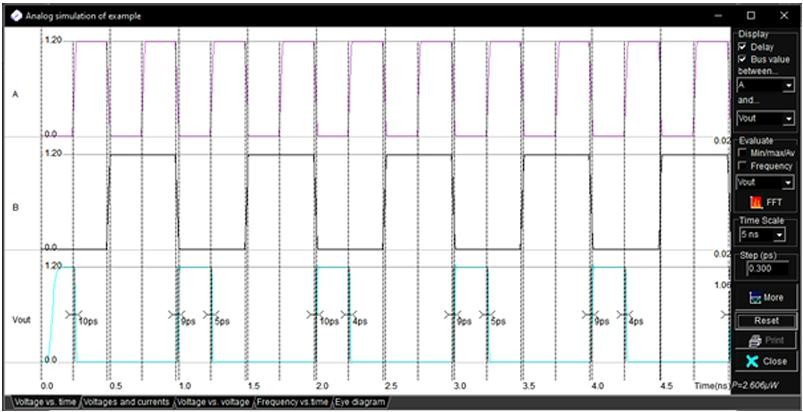 Analog simulation of example
Display
Delay
Bus value
between...
A
and...
Vout
Evaluate
Min/max/Av
Frequency
Vout
FFT
Time Scale
5 ns
Step (ps)
0.300
More
Reset
Print
Close
P=2.606µW
1.20
A
0.0
0.02
1.20
B
0.0
0.02
1.20
1.06
Vout
10ps 9ps 5ps 10ps 4ps 9ps 5ps 9ps 4ps
0.0
0.0 0.5 1.0 1.5 2.0 2.5 3.0 3.5 4.0 4.5 Time(ns)
Voltage vs. time Voltages and currents Voltage vs. voltage Frequency vs.time Eye diagram